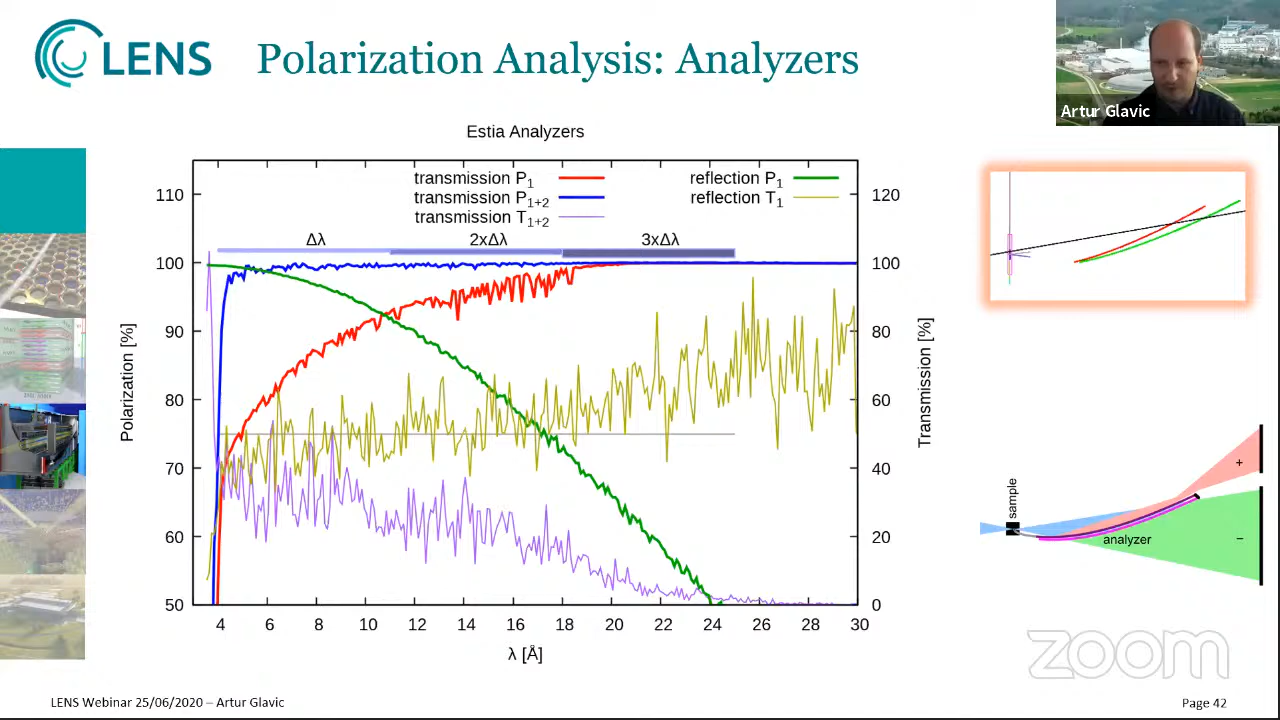 LENS
Polarization Analysis: Analyzers
Artur Glavic
Estia Analyzers
transmission P1
transmission P1+2
transmission T1+2
reflection P1
reflection T1
Δλ
2xΔλ
3xΔλ
Polarization [%]
110
100
90
80
70
60
50
Transmission [%]
120
100
80
60
40
20
0
4 6 8 10 12 14 16 18 20 22 24 26 28 30
λ [Å]
sample
analyzer
+
−
zoom
LENS Webinar 25/06/2020 – Artur Glavic
Page 42